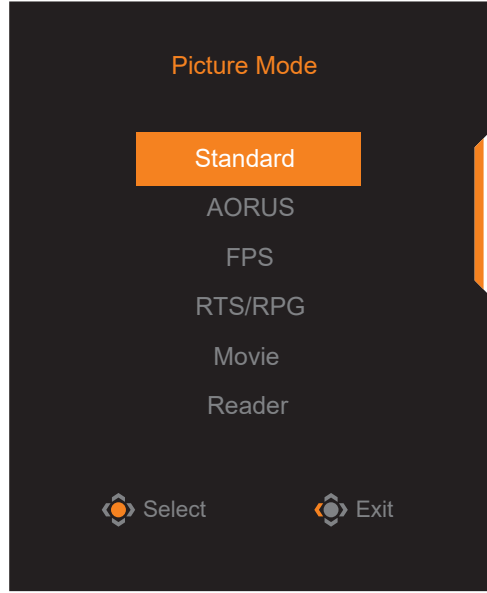 Picture Mode
Standard
AORUS
FPS
RTS/RPG
Movie
Reader
Select Exit